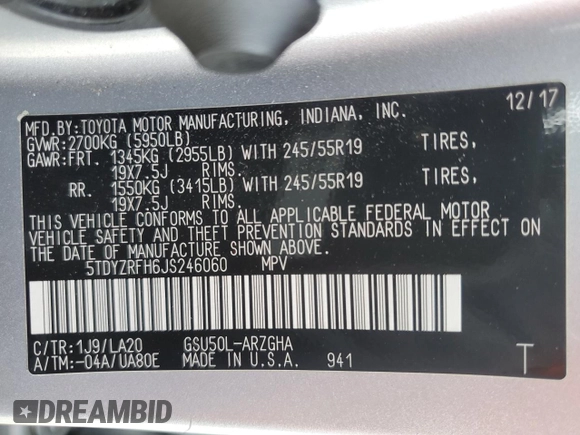 12/17
MFD.BY:TOYOTA MOTOR MANUFACTURING, INDIANA, INC.
GVWR:2700KG (5950LB)
GAWR:FRT. 1345KG (2955LB) WITH 245/55R19 TIRES,
19X7.5J RIMS.
RR. 1550KG (3415LB) WITH 245/55R19 TIRES,
19X7.5J RIMS.
THIS VEHICLE CONFORMS TO ALL APPLICABLE FEDERAL MOTOR
VEHICLE SAFETY AND THEFT PREVENTION STANDARDS IN EFFECT ON
THE DATE OF MANUFACTURE SHOWN ABOVE.
5TDYZRFH6JS246060 MPV
C/TR:1J9/LA20 GSU50L-ARZGHA
A/TM:-04A/UA80E MADE IN U.S.A. 941 T
DREAMBID